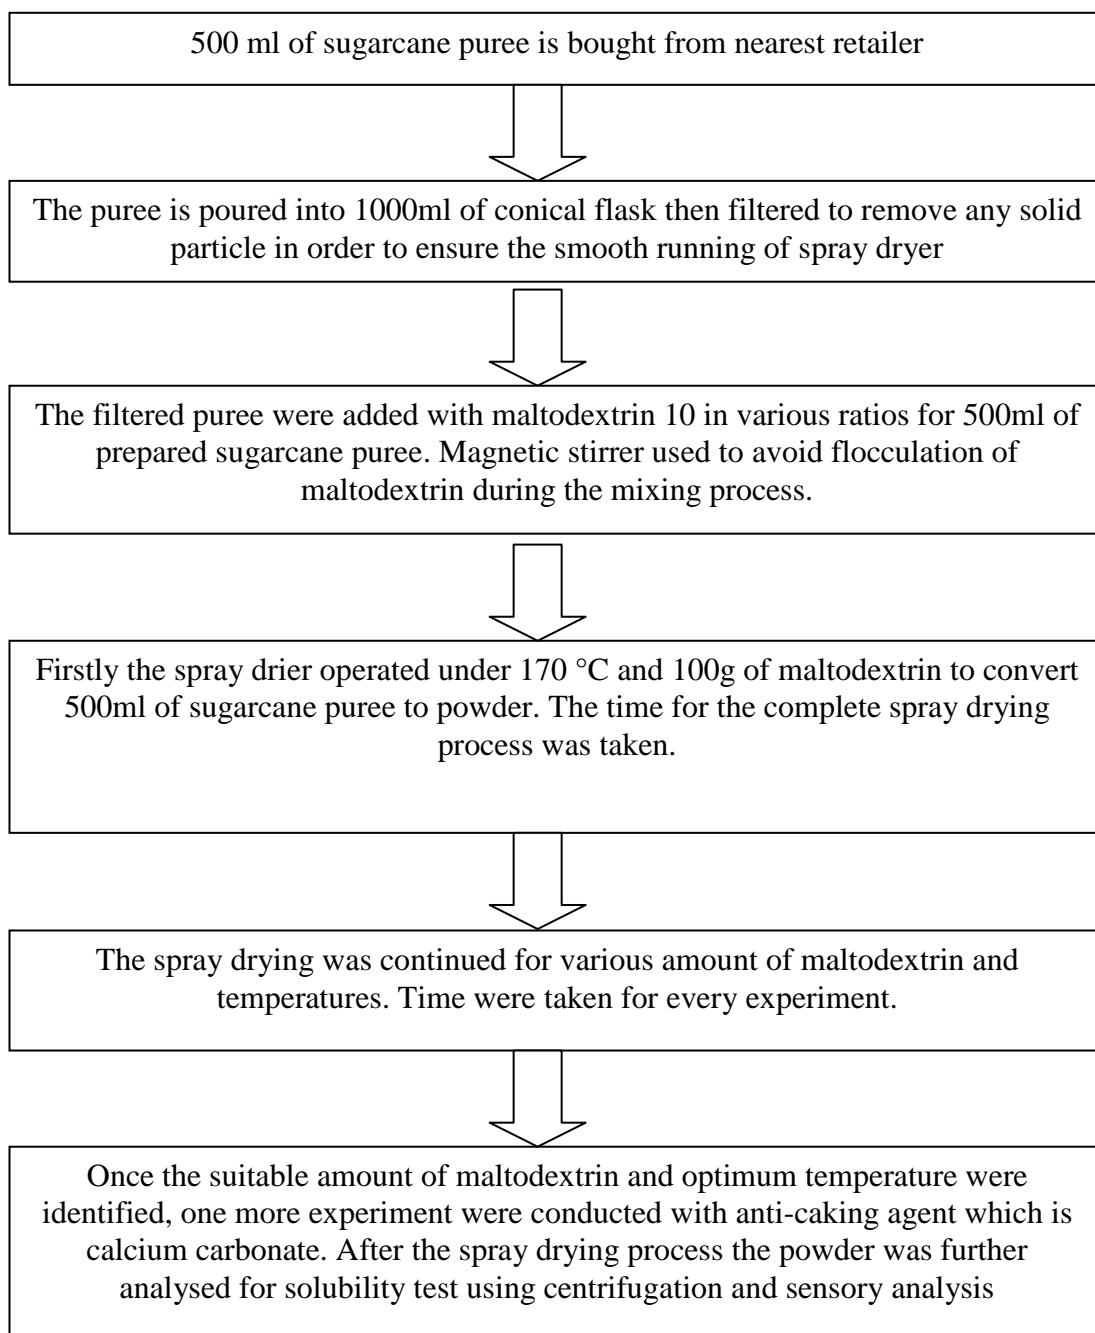 500 ml of sugarcane puree is bought from nearest retailer
The puree is poured into 1000ml of conical flask then filtered to remove any solid
particle in order to ensure the smooth running of spray dryer
The filtered puree were added with maltodextrin 10 in various ratios for 500ml of
prepared sugarcane puree. Magnetic stirrer used to avoid flocculation of
maltodextrin during the mixing process.
Firstly the spray drier operated under 170 °C and 100g of maltodextrin to convert
500ml of sugarcane puree to powder. The time for the complete spray drying
process was taken.
The spray drying was continued for various amount of maltodextrin and
temperatures. Time were taken for every experiment.
Once the suitable amount of maltodextrin and optimum temperature were
identified, one more experiment were conducted with anti-caking agent which is
calcium carbonate. After the spray drying process the powder was further
analysed for solubility test using centrifugation and sensory analysis